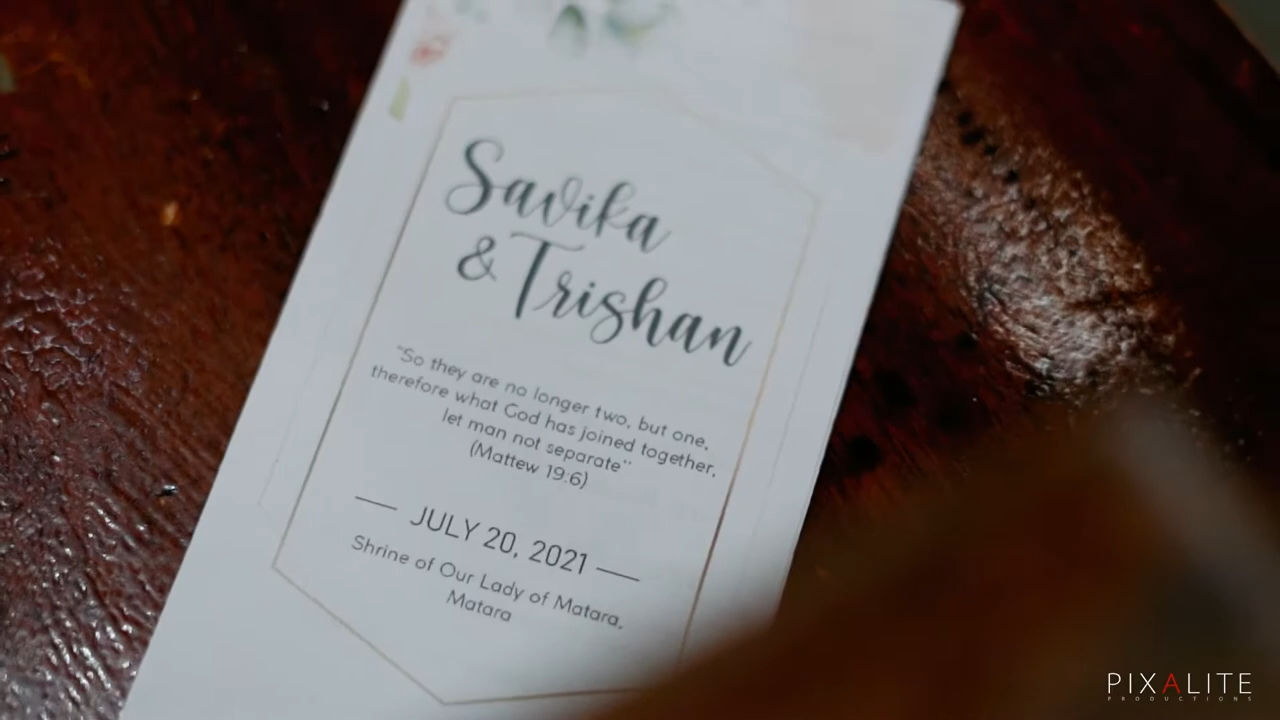 Savika
& Trishan
"So they are no longer two, but one,
therefore what God has joined together,
let man not separate"
(Mattew 19:6)
JULY 20, 2021
Shrine of Our Lady of Matara,
Matara
PIXALITE
PRODUCTIONS